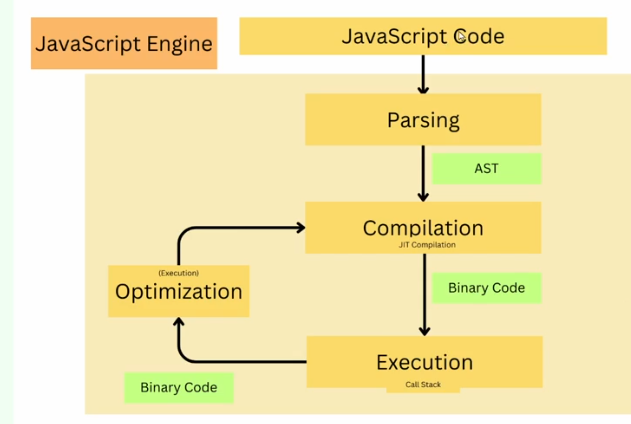 JavaScript Engine
JavaScript Code
Parsing
AST
Compilation
JIT Compilation
Binary Code
(Execution)
Optimization
Execution
Call Stack
Binary Code